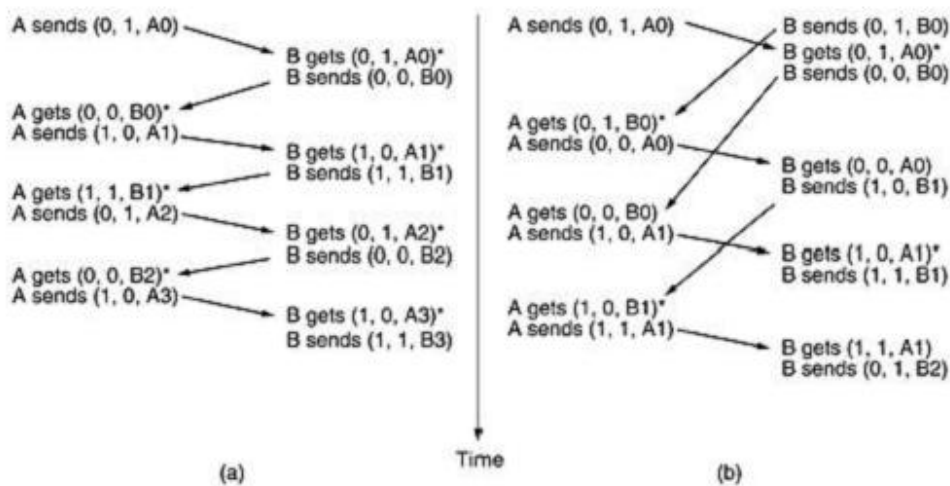 A sends (0, 1, A0)
B gets (0, 1, A0)*
B sends (0, 0, B0)
A gets (0, 0, B0)*
A sends (1, 0, A1)
B gets (1, 0, A1)*
B sends (1, 1, B1)
A gets (1, 1, B1)*
A sends (0, 1, A2)
B gets (0, 1, A2)*
B sends (0, 0, B2)
A gets (0, 0, B2)*
A sends (1, 0, A3)
B gets (1, 0, A3)*
B sends (1, 1, B3)
(a)
Time
A sends (0, 1, A0)
B sends (0, 1, B0)
B gets (0, 1, A0)*
B sends (0, 0, B0)
A gets (0, 1, B0)*
A sends (0, 0, A0)
B gets (0, 0, A0)
B sends (1, 0, B1)
A gets (0, 0, B0)
A sends (1, 0, A1)
B gets (1, 0, A1)*
B sends (1, 1, B1)
A gets (1, 0, B1)*
A sends (1, 1, A1)
B gets (1, 1, A1)
B sends (0, 1, B2)
(b)